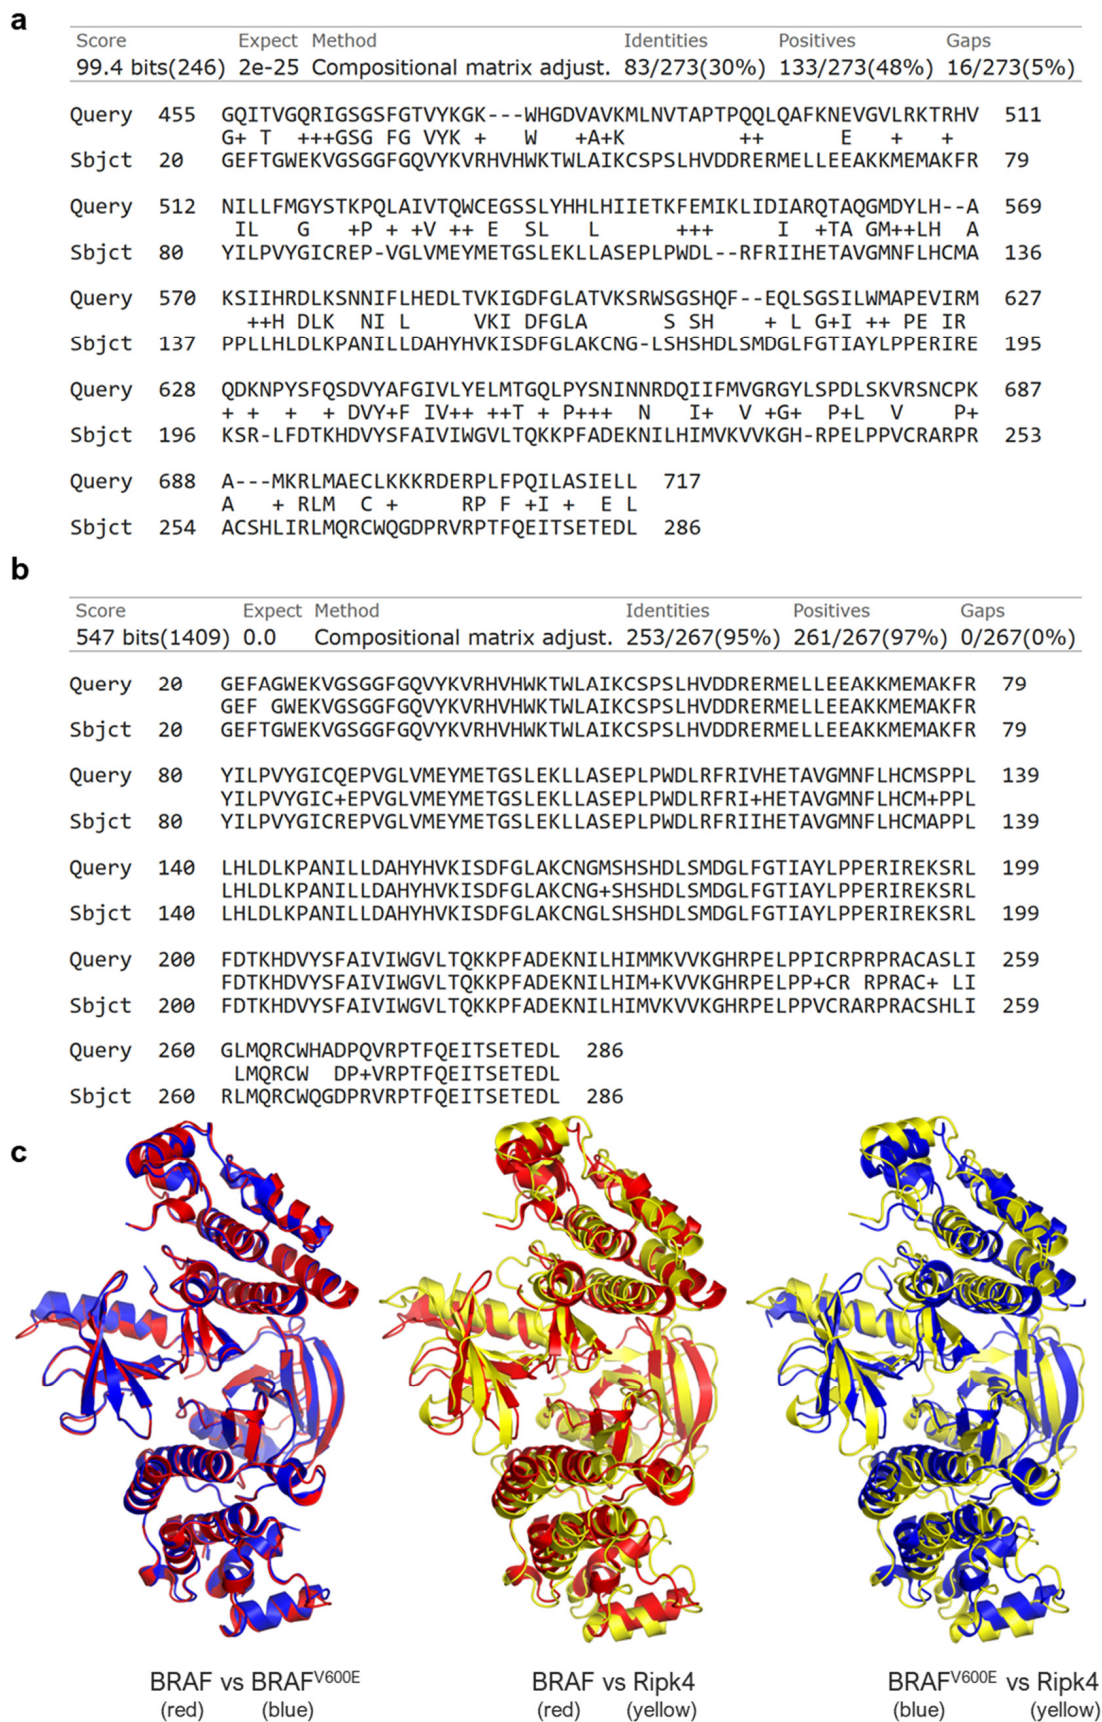 a
Score Expect Method Identities Positives Gaps
99.4 bits(246) 2e-25 Compositional matrix adjust. 83/273(30%) 133/273(48%) 16/273(5%)
Query 455 GQITVGQRIGSGSFGTVYKGK---WHGDVAVKMLNVTAPTPQQLQAFKNEVGVLRKTRHV 511
G+ T +++GSG FG VYK + W +A+K ++ E + +
Sbjct 20 GEFTGWEKVGSGGFGQVYKVRHVHWKTWLAIKCSPSLHVDDRERMELLEEAKKMEMAKFR 79
Query 512 NILLFMGYSTKPQLAIVTQWCEGSSLYHHLHIIETKFEMIKLIDIARQTAQGMDYLH--A 569
IL G +P + +V ++ E SL L +++ I +TA GM++LH A
Sbjct 80 YILPVYGICREP-VGLVMEYMETGSLEKLLASEPLPWDL--RFRIIHETAVGMNFLHCMA 136
Query 570 KSIIHRDLKSNNIFLHEDLTVKIGDFGLATVKSRWSGSHQF--EQLSGSILWMAPEVIRM 627
++H DLK NI L VKI DFGLA S SH + L G+I ++ PE IR
Sbjct 137 PPLLHLDLKPANILLDAHYHVKISDFGLAKCNG-LSHSHDLSMDGLFGTIAYLPPERIRE 195
Query 628 QDKNPYSFQSDVYAFGIVLYELMTGQLPYSNINNRDQIIFMVGRGYLSPDLSKVRSNCPK 687
+ + + + DVY+F IV++ ++T + P+++ N I+ V +G+ P+L V P+
Sbjct 196 KSR-LFDTKHDVYSFAIVIWGVLTQKKPFADEKNILHIMVKVVKGH-RPELPPVCRARPR 253
Query 688 A---MKRLMAECLKKKRDERPLFPQILASIELL 717
A + RLM C + RP F +I + E L
Sbjct 254 ACSHLIRLMQRCWQGDPRVRPTFQEITSETEDL 286
b
Score Expect Method Identities Positives Gaps
547 bits(1409) 0.0 Compositional matrix adjust. 253/267(95%) 261/267(97%) 0/267(0%)
Query 20 GEFAGWEKVGSGGFGQVYKVRHVHWKTWLAIKCSPSLHVDDRERMELLEEAKKMEMAKFR 79
GEF GWEKVGSGGFGQVYKVRHVHWKTWLAIKCSPSLHVDDRERMELLEEAKKMEMAKFR
Sbjct 20 GEFTGWEKVGSGGFGQVYKVRHVHWKTWLAIKCSPSLHVDDRERMELLEEAKKMEMAKFR 79
Query 80 YILPVYGICQEPVGLVMEYMETGSLEKLLASEPLPWDLRFRIVHETAVGMNFLHCMSPPL 139
YILPVYGIC+EPVGLVMEYMETGSLEKLLASEPLPWDLRFRI+HETAVGMNFLHCM+PPL
Sbjct 80 YILPVYGICREPVGLVMEYMETGSLEKLLASEPLPWDLRFRIIHETAVGMNFLHCMAPPL 139
Query 140 LHLDLKPANILLDAHYHVKISDFGLAKCNGMSHSHDLSMDGLFGTIAYLPPERIREKSRL 199
LHLDLKPANILLDAHYHVKISDFGLAKCNG+SHSHDLSMDGLFGTIAYLPPERIREKSRL
Sbjct 140 LHLDLKPANILLDAHYHVKISDFGLAKCNGLSHSHDLSMDGLFGTIAYLPPERIREKSRL 199
Query 200 FDTKHDVYSFAIVIWGVLTQKKPFADEKNILHIMMKVVKGHRPELPPICRPRPRACASLI 259
FDTKHDVYSFAIVIWGVLTQKKPFADEKNILHIM+KVVKGHRPELPP+CR RPRAC+ LI
Sbjct 200 FDTKHDVYSFAIVIWGVLTQKKPFADEKNILHIMVKVVKGHRPELPPVCRARPRACSHLI 259
Query 260 GLMQRCWHADPQVRPTFQEITSETEDL 286
LMQRCW DP+VRPTFQEITSETEDL
Sbjct 260 RLMQRCWQGDPRVRPTFQEITSETEDL 286
c
BRAF vs BRAFV600E BRAF vs Ripk4 BRAFV600E vs Ripk4
(red) (blue) (red) (yellow) (blue) (yellow)